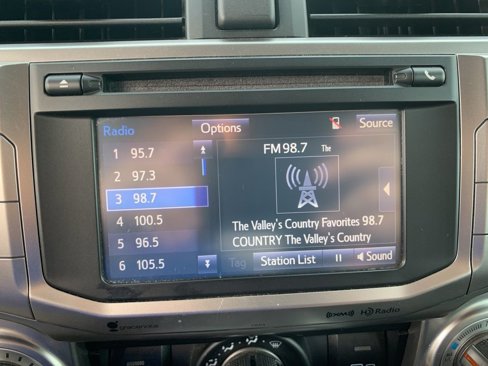 Radio Options Source
1 95.7
2 97.3
3 98.7
4 100.5
5 96.5
6 105.5
FM 98.7 The
The Valley's Country Favorites 98.7
COUNTRY The Valley's Country
Tag Station List Sound
gracenote
((XM)) HD Radio